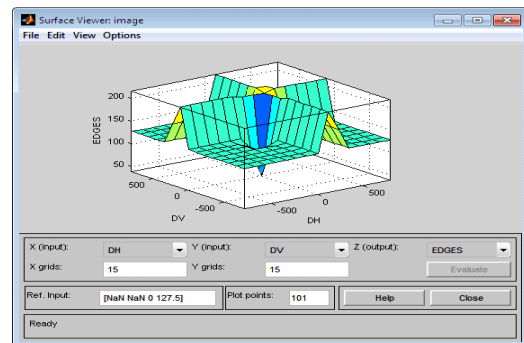 Surface Viewer: image
File Edit View Options
200
150
100
50
EDGES
500
0
-500
DV
-500
0
500
DH
X (input): DH Y (input): DV Z (output): EDGES
X grids: 15 Y grids: 15 Evaluate
Ref. Input: [NaN NaN 0 127.5] Plot points: 101 Help Close
Ready